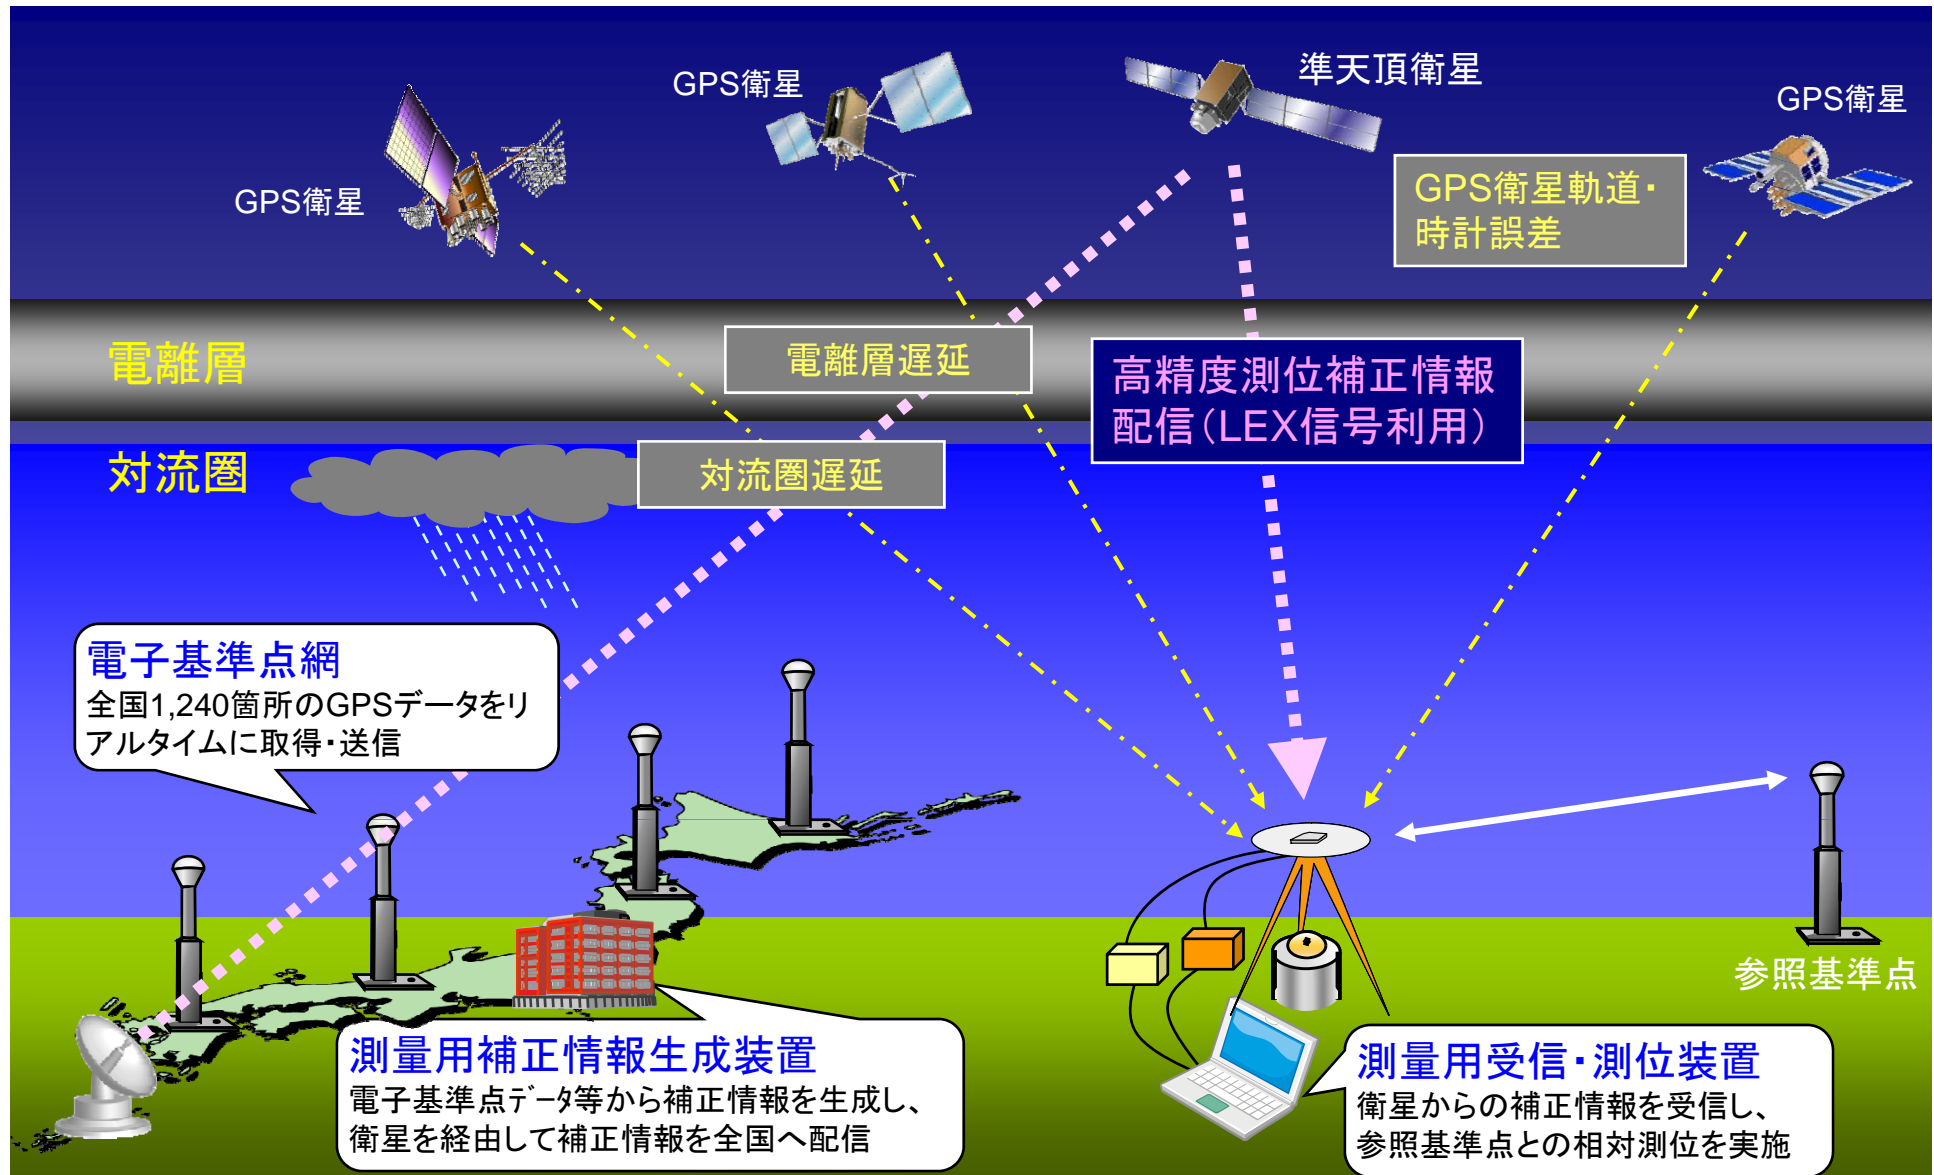 GPS衛星
準天頂衛星
GPS衛星
GPS衛星
GPS衛星軌道・
時計誤差
電離層
電離層遅延
高精度測位補正情報
配信(LEX信号利用)
対流圏
対流圏遅延
電子基準点網
全国1,240箇所のGPSデータをリ
アルタイムに取得・送信
参照基準点
測量用補正情報生成装置
電子基準点ﾃﾞｰﾀ等から補正情報を生成し、
衛星を経由して補正情報を全国へ配信
測量用受信・測位装置
衛星からの補正情報を受信し、
参照基準点との相対測位を実施